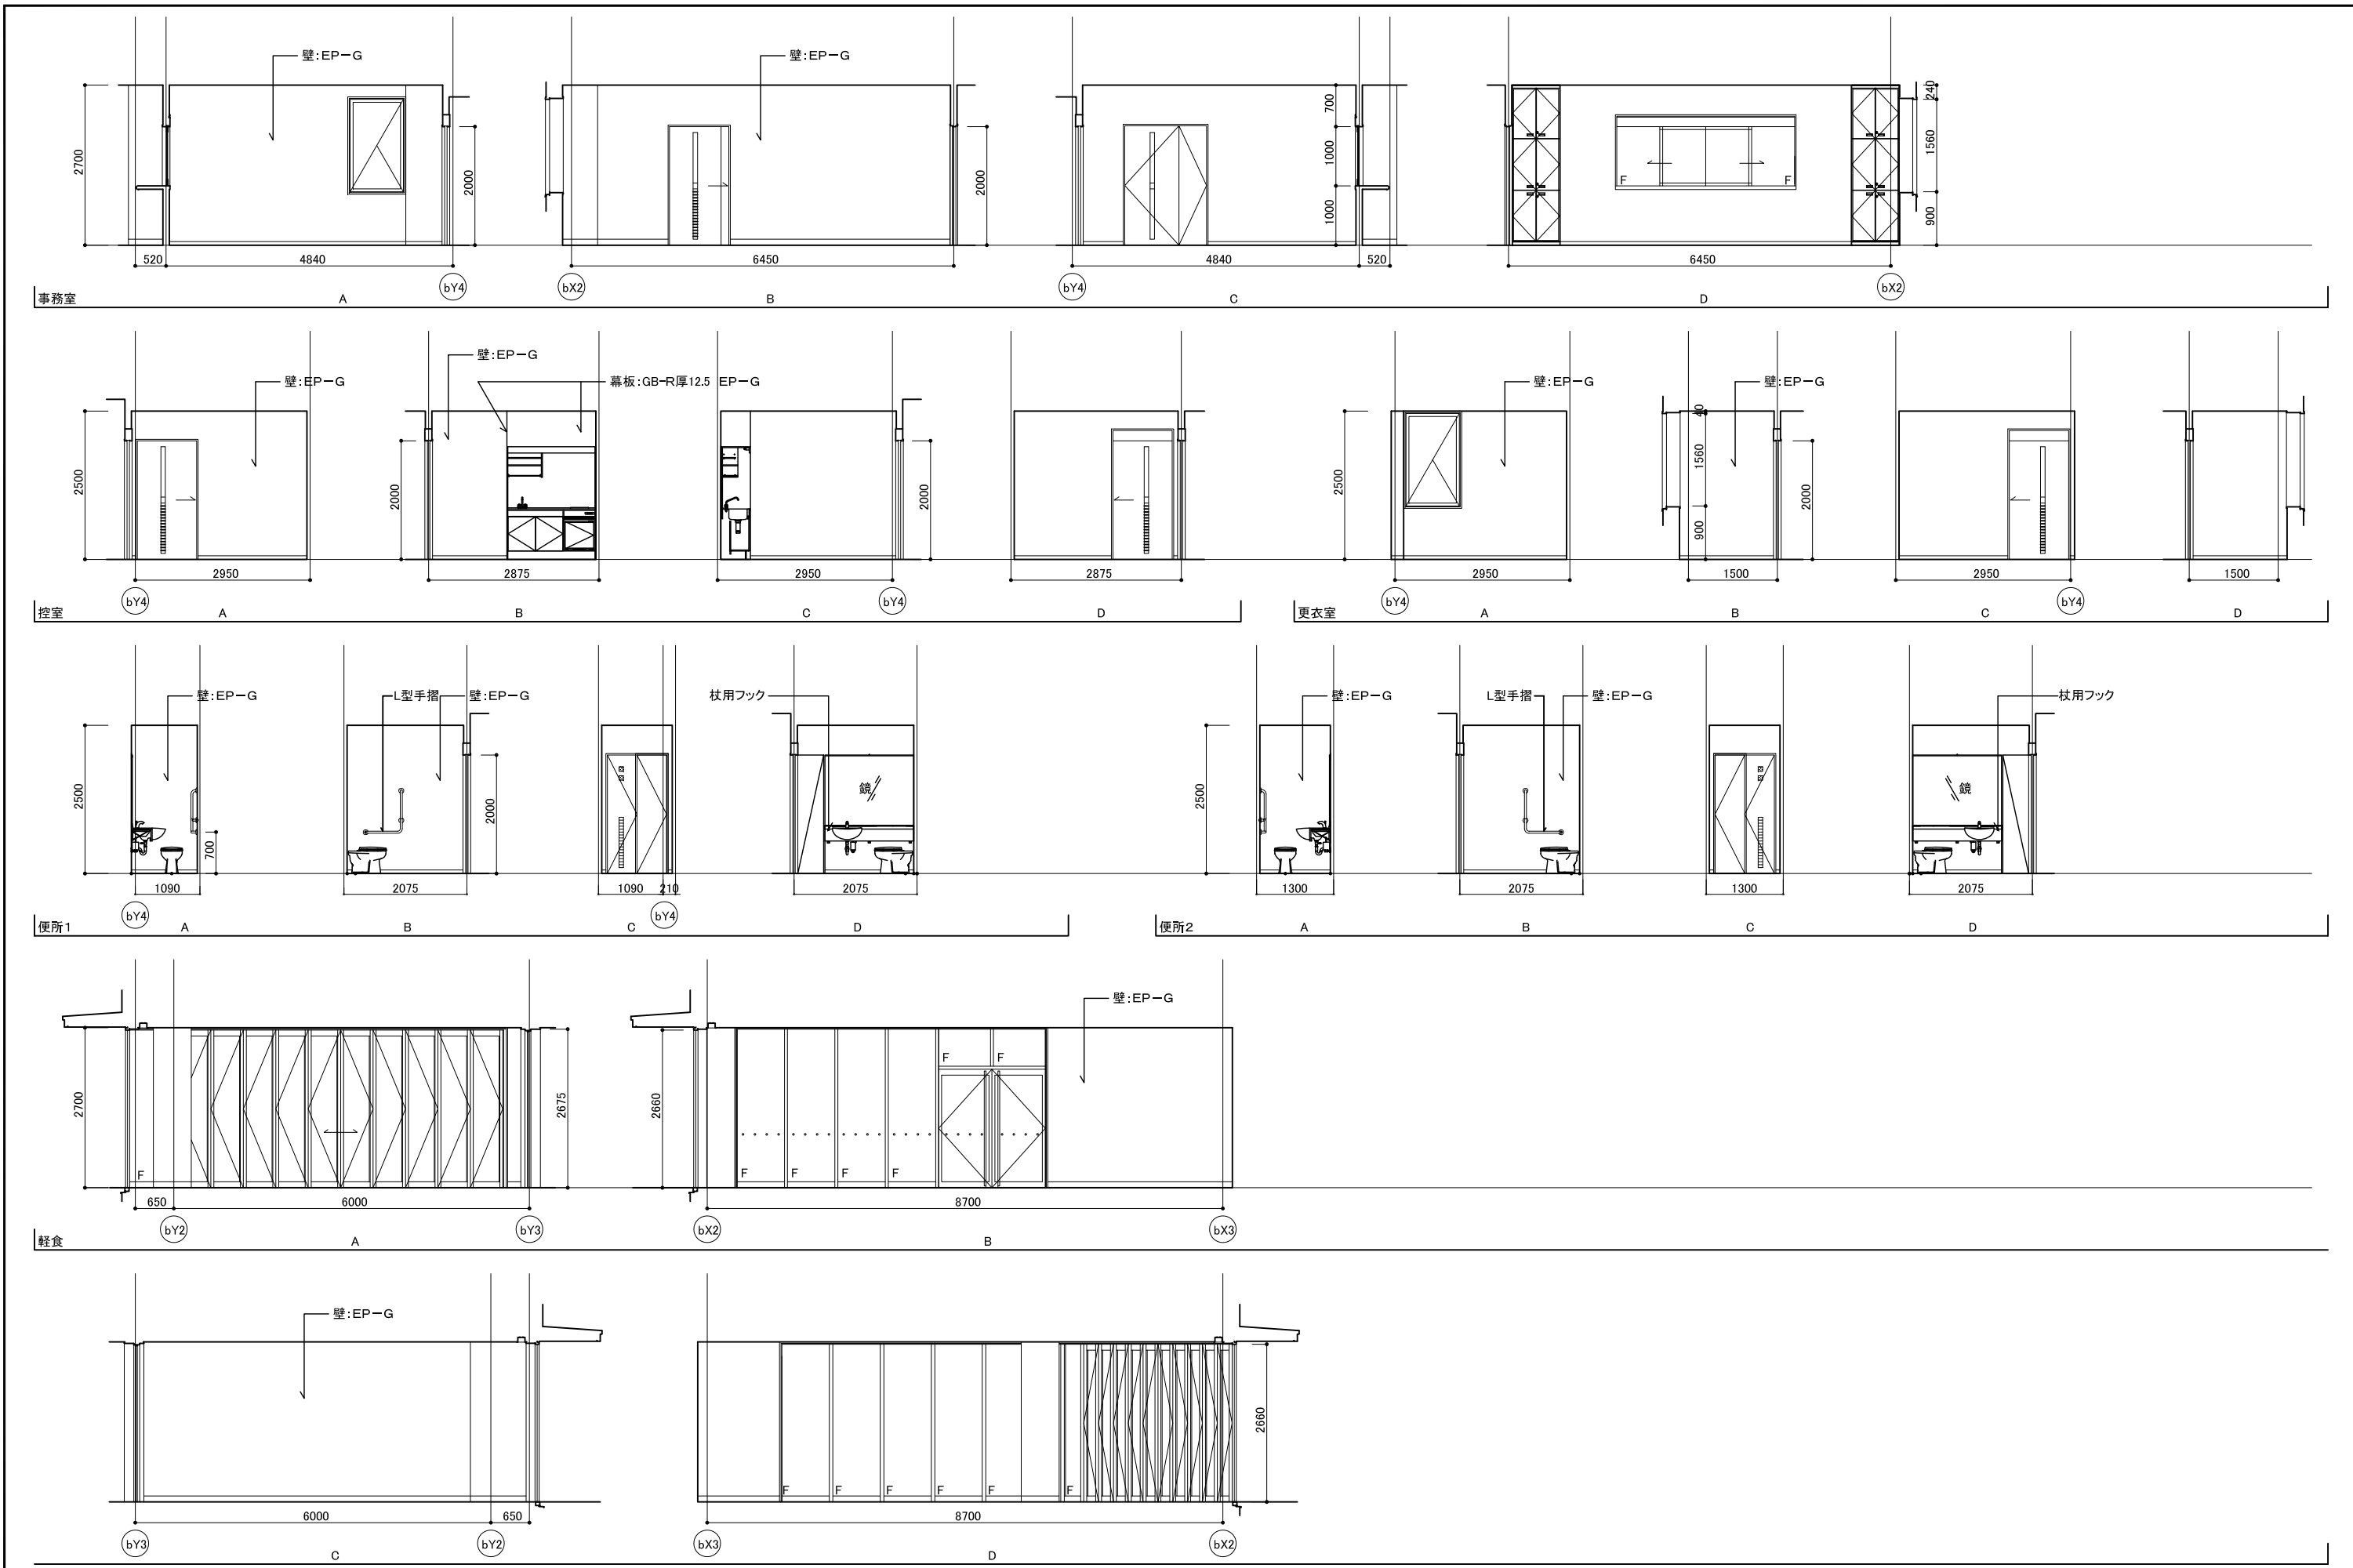 壁:EP-G
壁:EP-G
2700
2000
2000
700
1000
1000
240
1560
900
F
F
520
4840
6450
4840
520
6450
bY4
bX2
bY4
bX2
事務室
A
B
C
D
壁:EP-G
壁:EP-G
幕板:GB-R厚12.5 EP-G
壁:EP-G
壁:EP-G
2500
2000
2000
2500
40
1560
900
2000
2950
2875
2950
2875
2950
1500
2950
1500
bY4
bY4
bY4
bY4
控室
A
B
C
D
更衣室
A
B
C
D
壁:EP-G
L型手摺
壁:EP-G
杖用フック
壁:EP-G
L型手摺
壁:EP-G
杖用フック
2500
700
2000
鏡
2500
鏡
1090
2075
1090
210
2075
1300
2075
1300
2075
bY4
bY4
便所1
A
B
C
D
便所2
A
B
C
D
壁:EP-G
2700
2675
2660
F
F
F
F
F
F
F
650
6000
8700
bY2
bY3
bX2
bX3
軽食
A
B
壁:EP-G
2660
F
F
F
F
F
F
6000
650
8700
bY3
bY2
bX3
bX2
C
D